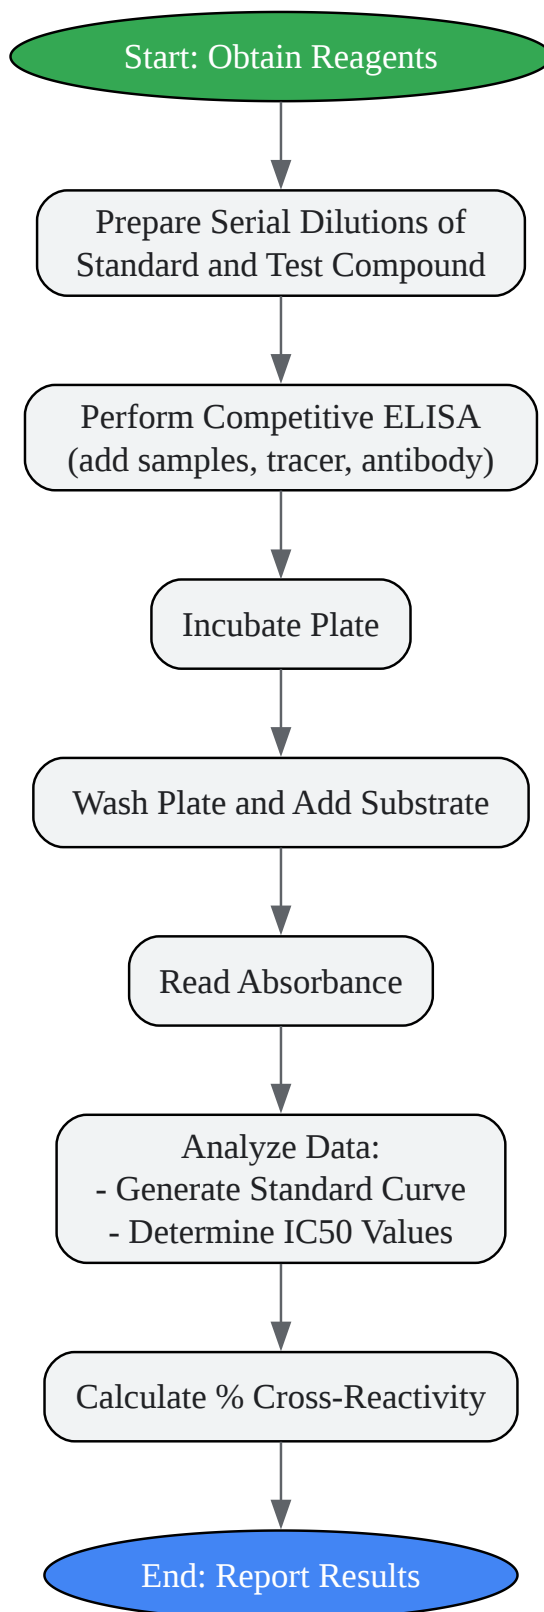 Start: Obtain Reagents
Prepare Serial Dilutions of
Standard and Test Compound
Perform Competitive ELISA
(add samples, tracer, antibody)
Incubate Plate
Wash Plate and Add Substrate
Read Absorbance
Analyze Data:
- Generate Standard Curve
- Determine IC50 Values
Calculate % Cross-Reactivity
End: Report Results